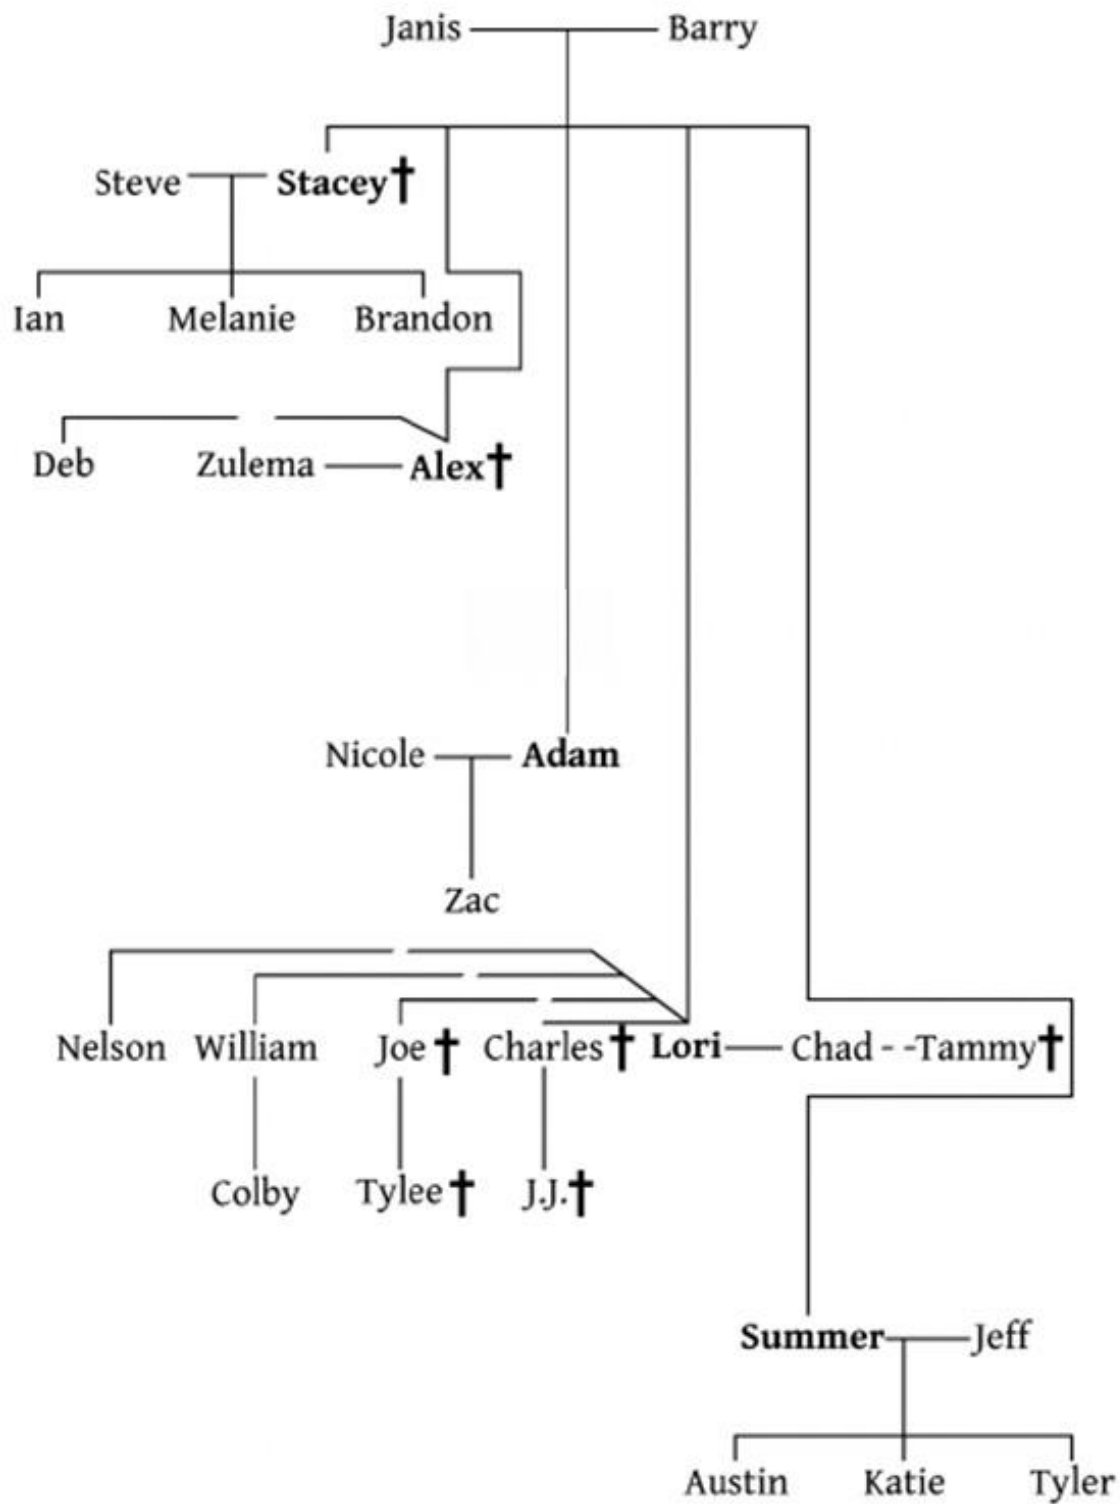 Janis Barry
Steve Stacey†
Ian Melanie Brandon
Deb Zulema Alex†
Nicole Adam
Zac
Nelson William Joe† Charles† Lori Chad Tammy†
Colby Tylee† J.J.†
Summer Jeff
Austin Katie Tyler